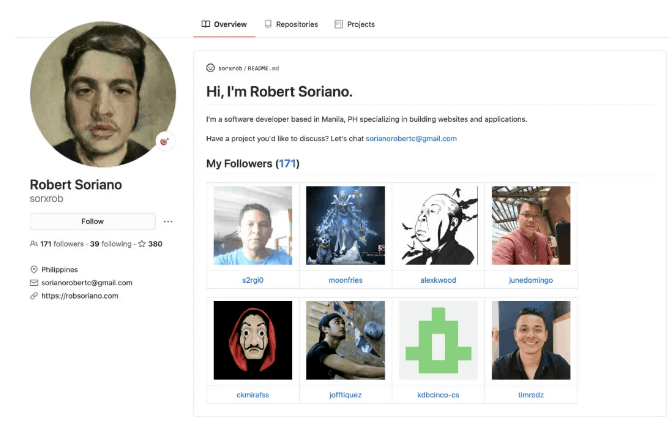 Overview Repositories Projects
sorxrob / README.md
Hi, I'm Robert Soriano.
I'm a software developer based in Manila, PH specializing in building websites and applications.
Have a project you'd like to discuss? Let's chat sorianorobertc@gmail.com
My Followers (171)
Robert Soriano
sorxrob
Follow
171 followers · 39 following · 380
Philippines
sorianorobertc@gmail.com
https://robsoriano.com
s2rgi0 moonfries alexkwood junedomingo
ckmirafss jofftiquez kdbcinco-cs timrodz